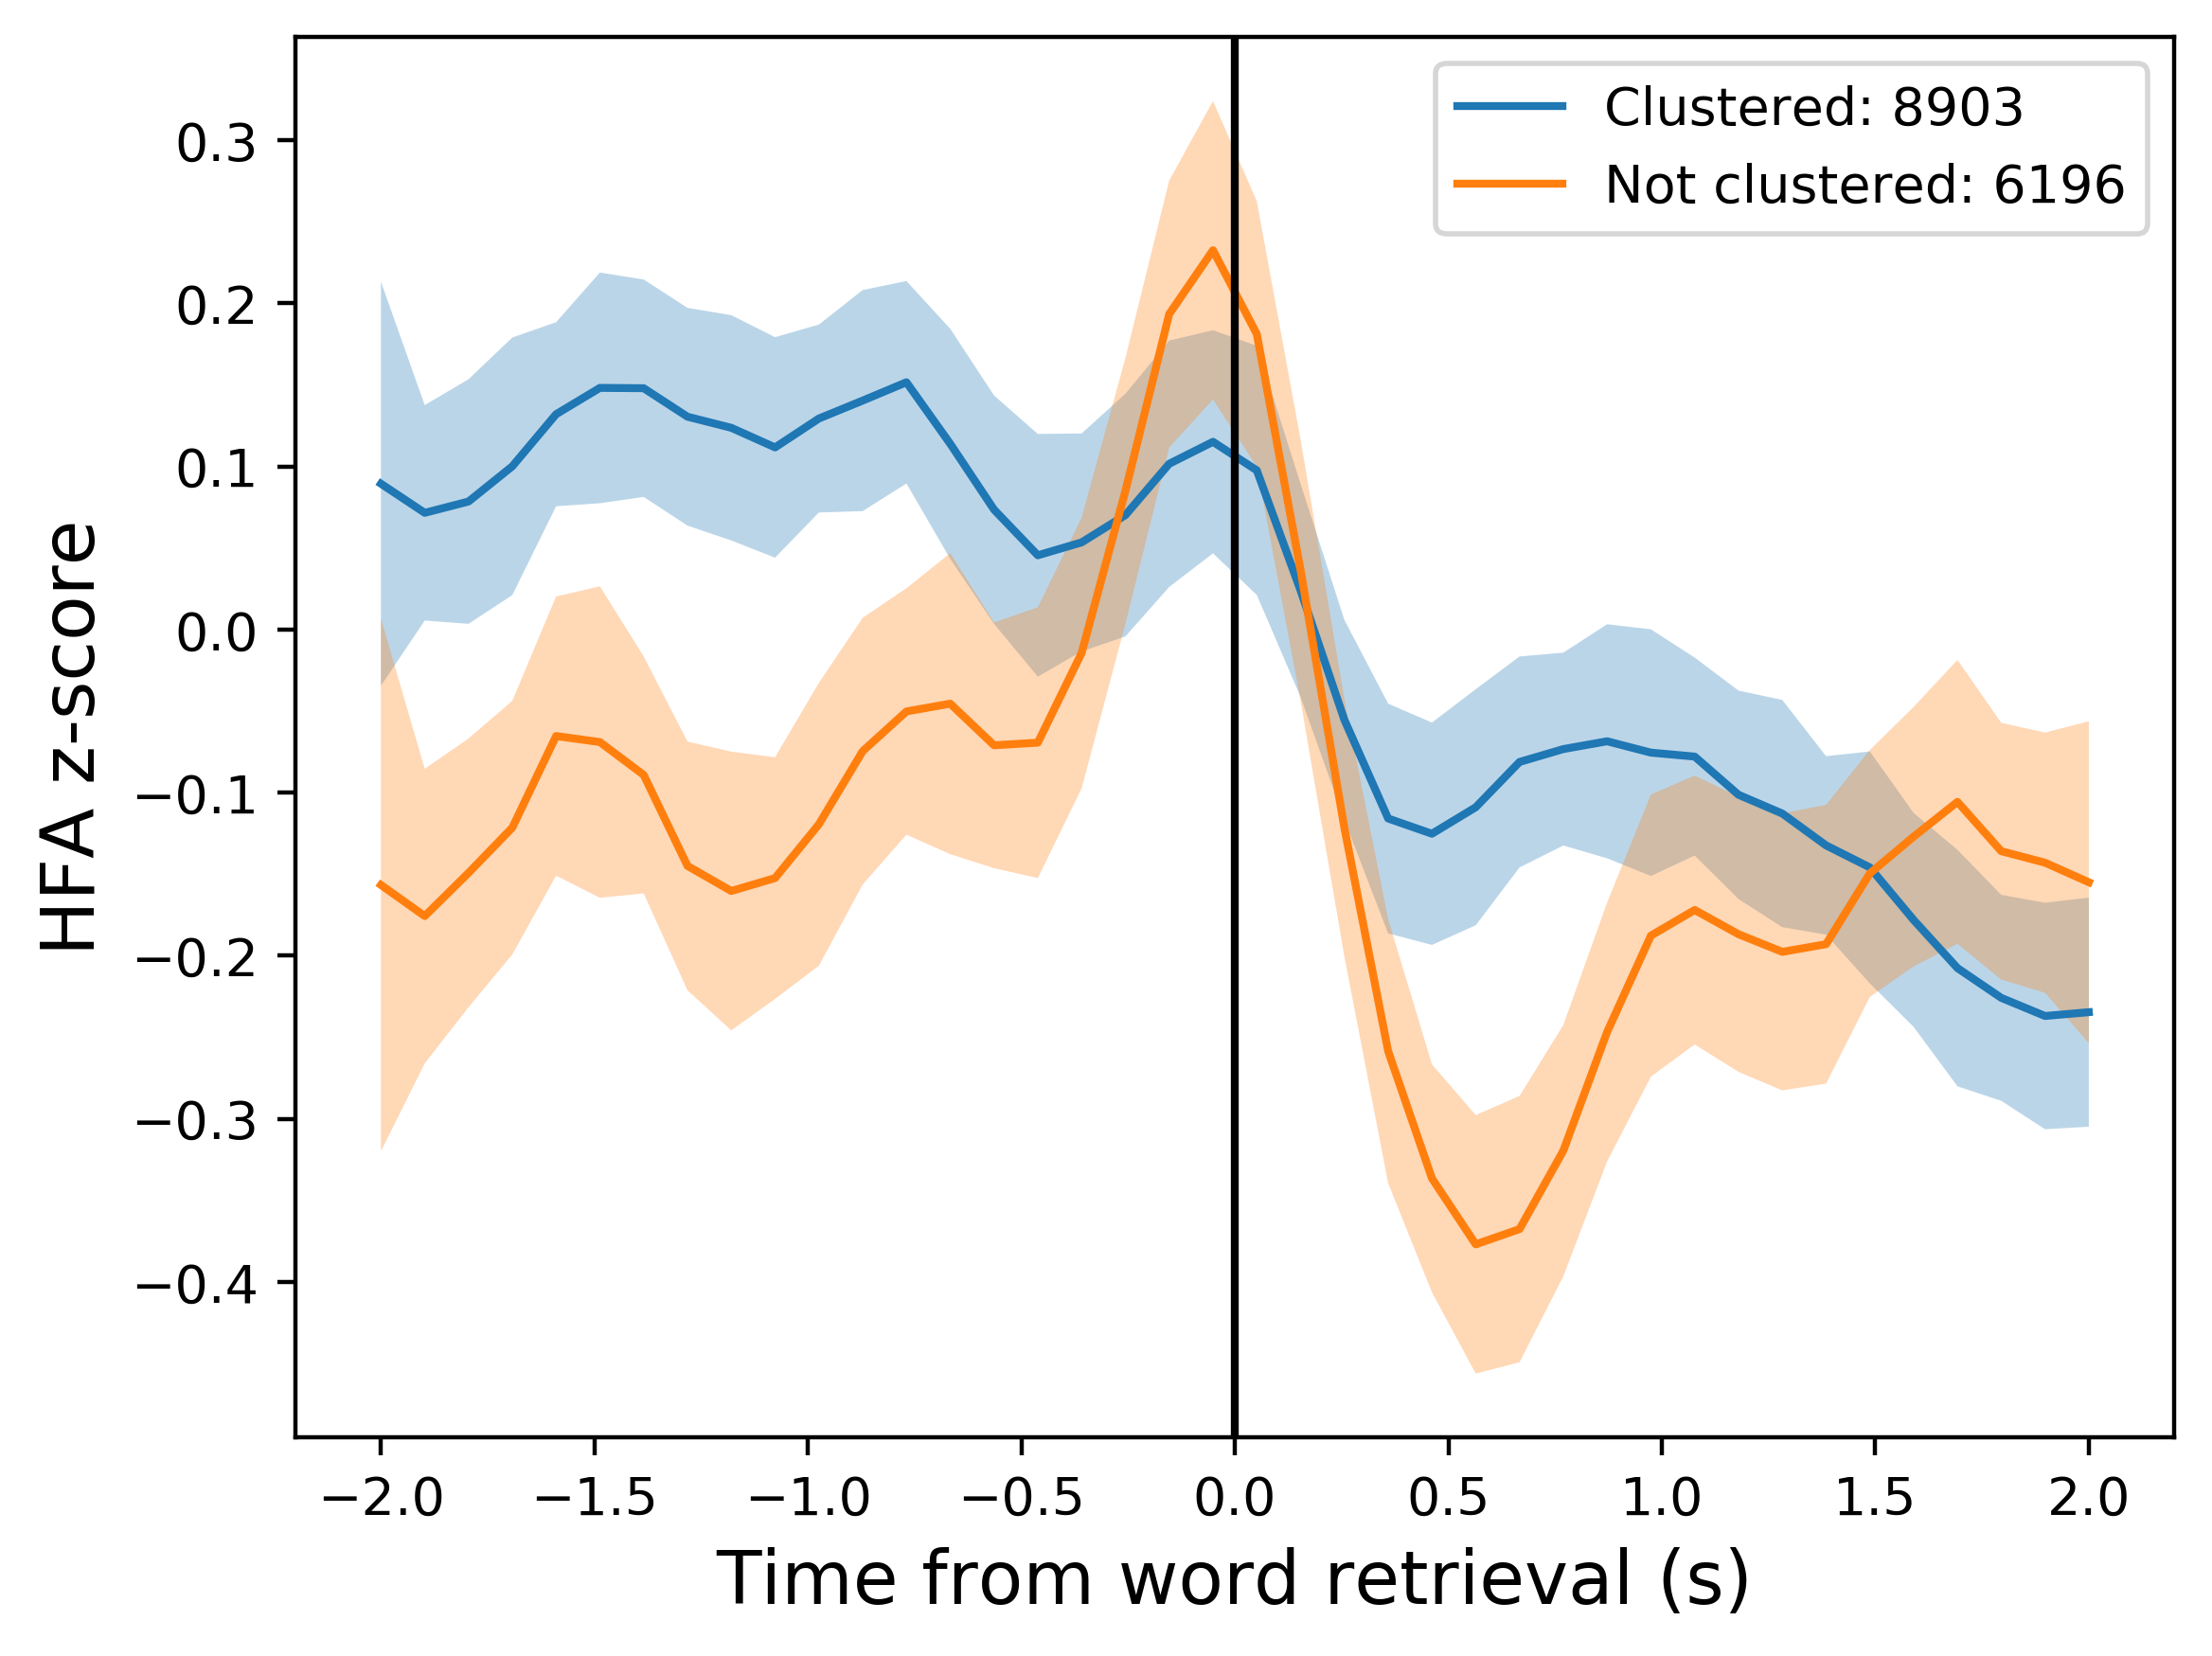 Clustered: 8903
Not clustered: 6196
HFA z-score
0.3
0.2
0.1
0.0
−0.1
−0.2
−0.3
−0.4
−2.0 −1.5 −1.0 −0.5 0.0 0.5 1.0 1.5 2.0
Time from word retrieval (s)